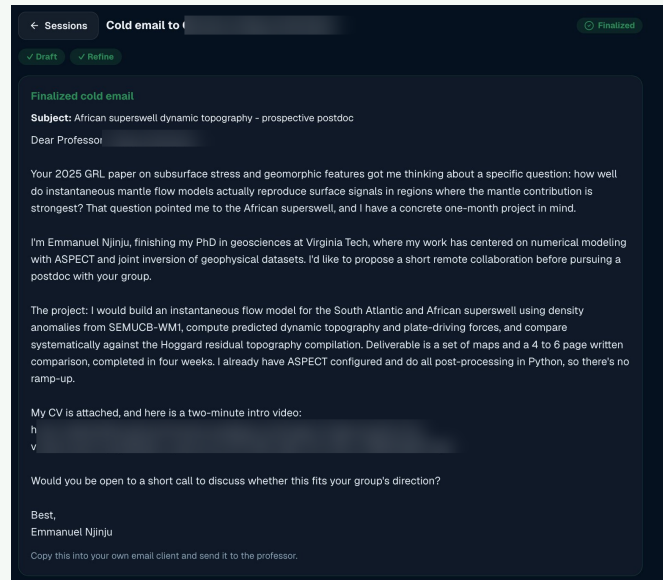 ← Sessions
Cold email to
Finalized
✓ Draft
✓ Refine
Finalized cold email
Subject: African superswell dynamic topography - prospective postdoc
Dear Professor
Your 2025 GRL paper on subsurface stress and geomorphic features got me thinking about a specific question: how well
do instantaneous mantle flow models actually reproduce surface signals in regions where the mantle contribution is
strongest? That question pointed me to the African superswell, and I have a concrete one-month project in mind.
I'm Emmanuel Njinju, finishing my PhD in geosciences at Virginia Tech, where my work has centered on numerical modeling
with ASPECT and joint inversion of geophysical datasets. I'd like to propose a short remote collaboration before pursuing a
postdoc with your group.
The project: I would build an instantaneous flow model for the South Atlantic and African superswell using density
anomalies from SEMUCB-WM1, compute predicted dynamic topography and plate-driving forces, and compare
systematically against the Hoggard residual topography compilation. Deliverable is a set of maps and a 4 to 6 page written
comparison, completed in four weeks. I already have ASPECT configured and do all post-processing in Python, so there's no
ramp-up.
My CV is attached, and here is a two-minute intro video:
h
v
Would you be open to a short call to discuss whether this fits your group's direction?
Best,
Emmanuel Njinju
Copy this into your own email client and send it to the professor.